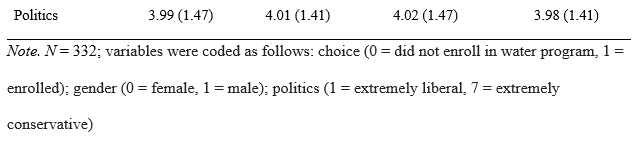 Politics 3.99 (1.47) 4.01 (1.41) 4.02 (1.47) 3.98 (1.41)
Note. N = 332; variables were coded as follows: choice (0 = did not enroll in water program, 1 =
enrolled); gender (0 = female, 1 = male); politics (1 = extremely liberal, 7 = extremely
conservative)